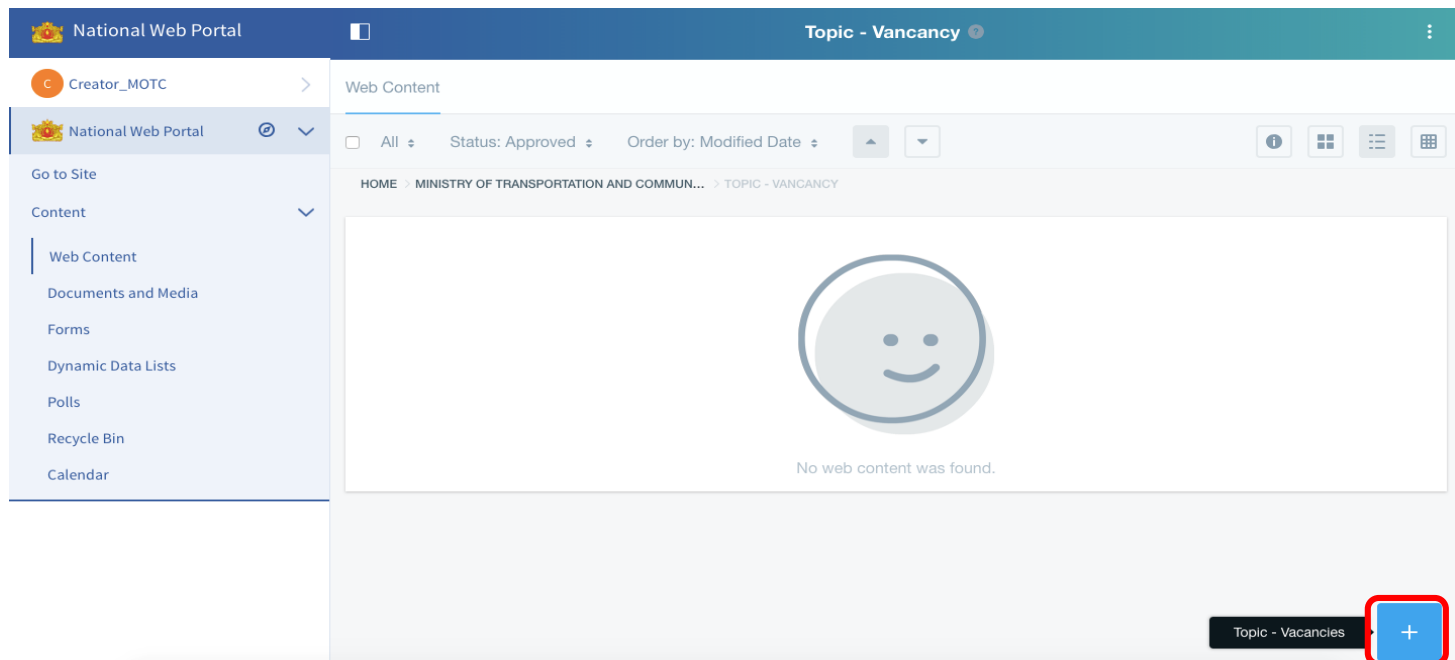 National Web Portal
Topic - Vancancy ?
C Creator_MOTC
National Web Portal
Go to Site
Content
Web Content
Documents and Media
Forms
Dynamic Data Lists
Polls
Recycle Bin
Calendar
Web Content
All Status: Approved Order by: Modified Date
HOME > MINISTRY OF TRANSPORTATION AND COMMUN... > TOPIC - VANCANCY
No web content was found.
Topic - Vacancies +